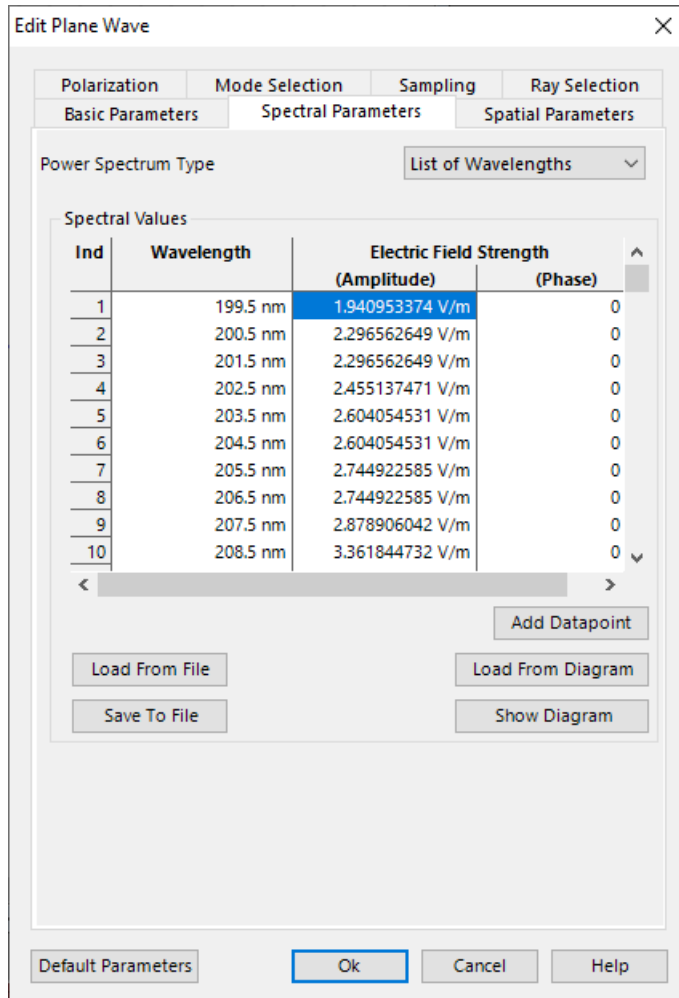 Edit Plane Wave
Polarization Mode Selection Sampling Ray Selection
Basic Parameters Spectral Parameters Spatial Parameters
Power Spectrum Type List of Wavelengths
Spectral Values
Ind Wavelength Electric Field Strength
(Amplitude) (Phase)
1 199.5 nm 1.940953374 V/m 0
2 200.5 nm 2.296562649 V/m 0
3 201.5 nm 2.296562649 V/m 0
4 202.5 nm 2.455137471 V/m 0
5 203.5 nm 2.604054531 V/m 0
6 204.5 nm 2.604054531 V/m 0
7 205.5 nm 2.744922585 V/m 0
8 206.5 nm 2.744922585 V/m 0
9 207.5 nm 2.878906042 V/m 0
10 208.5 nm 3.361844732 V/m 0
Add Datapoint
Load From File Load From Diagram
Save To File Show Diagram
Default Parameters Ok Cancel Help